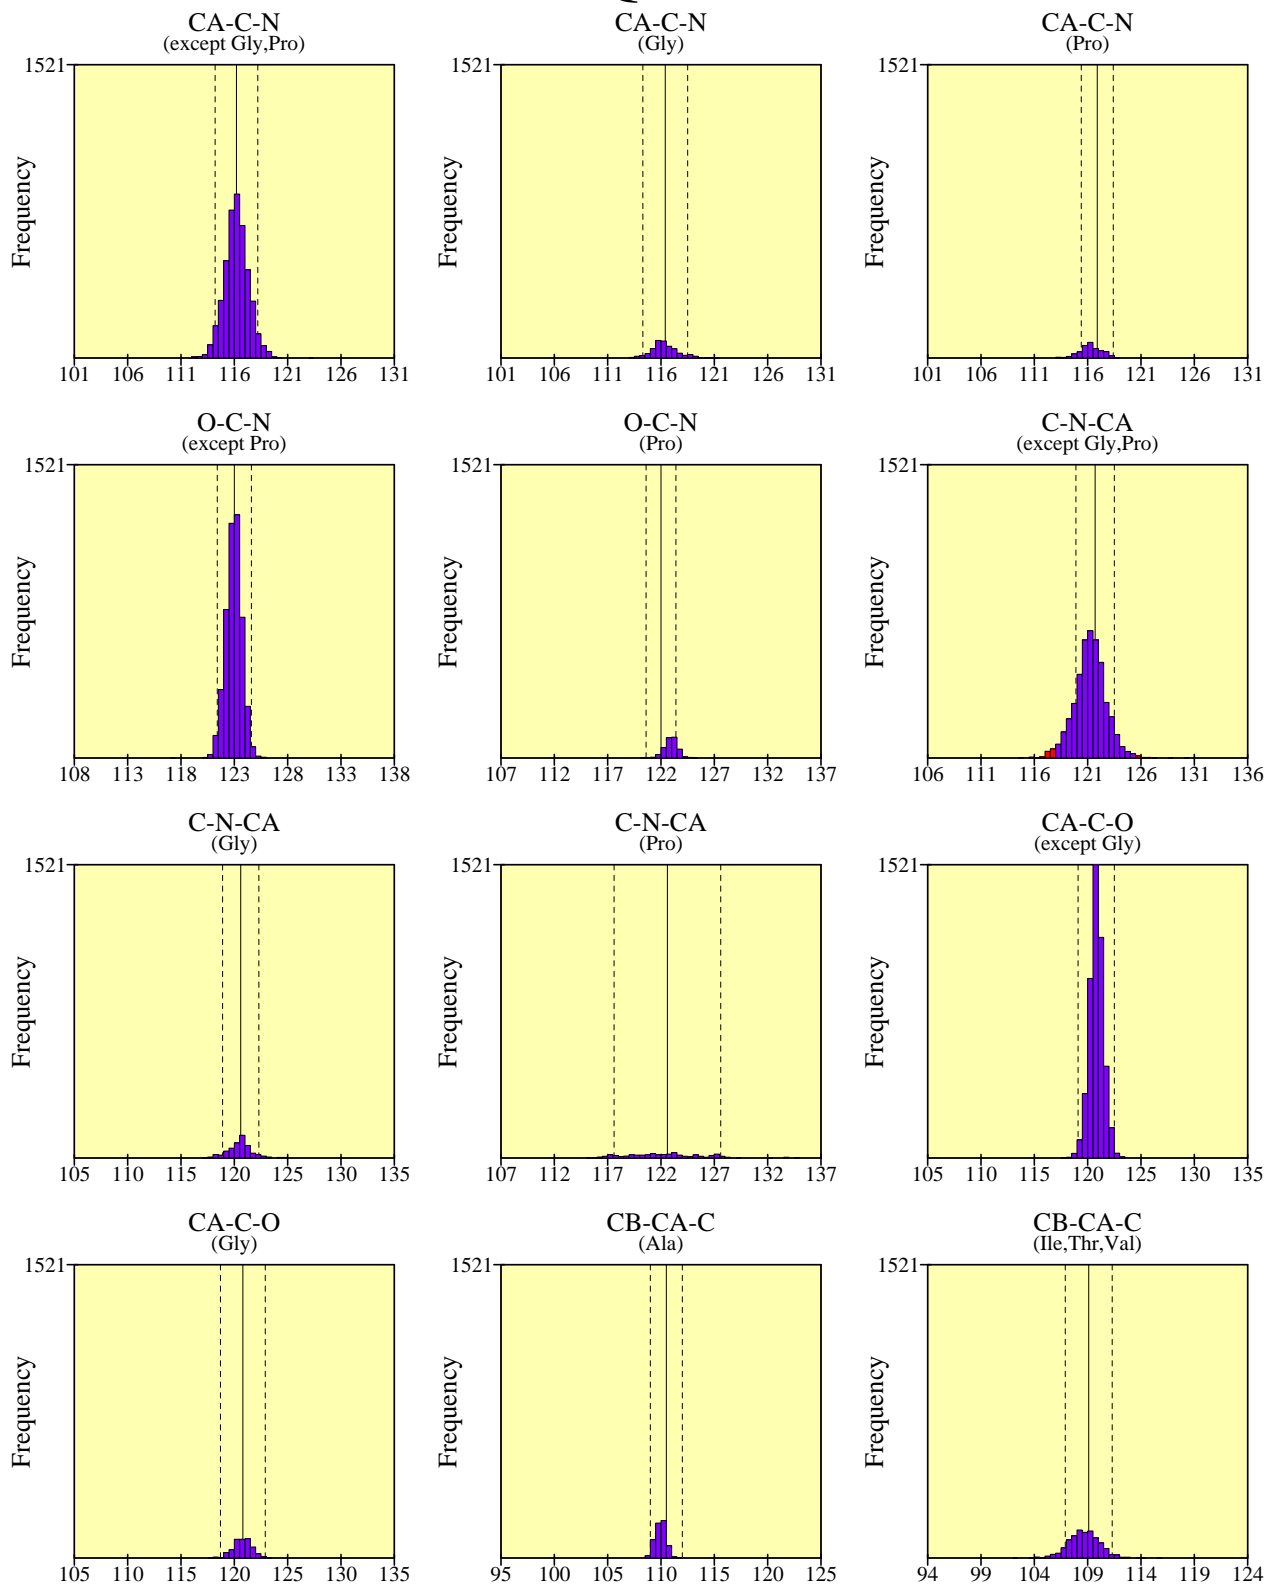 CA-C-N CA-C-N CA-C-N
(except Gly,Pro) (Gly) (Pro)
1521 1521 1521
Frequency Frequency Frequency
101 106 111 116 121 126 131 101 106 111 116 121 126 131 101 106 111 116 121 126 131
O-C-N O-C-N C-N-CA
(except Pro) (Pro) (except Gly,Pro)
1521 1521 1521
Frequency Frequency Frequency
108 113 118 123 128 133 138 107 112 117 122 127 132 137 106 111 116 121 126 131 136
C-N-CA C-N-CA CA-C-O
(Gly) (Pro) (except Gly)
1521 1521 1521
Frequency Frequency Frequency
105 110 115 120 125 130 135 107 112 117 122 127 132 137 105 110 115 120 125 130 135
CA-C-O CB-CA-C CB-CA-C
(Gly) (Ala) (Ile,Thr,Val)
1521 1521 1521
Frequency Frequency Frequency
105 110 115 120 125 130 135 95 100 105 110 115 120 125 94 99 104 109 114 119 124